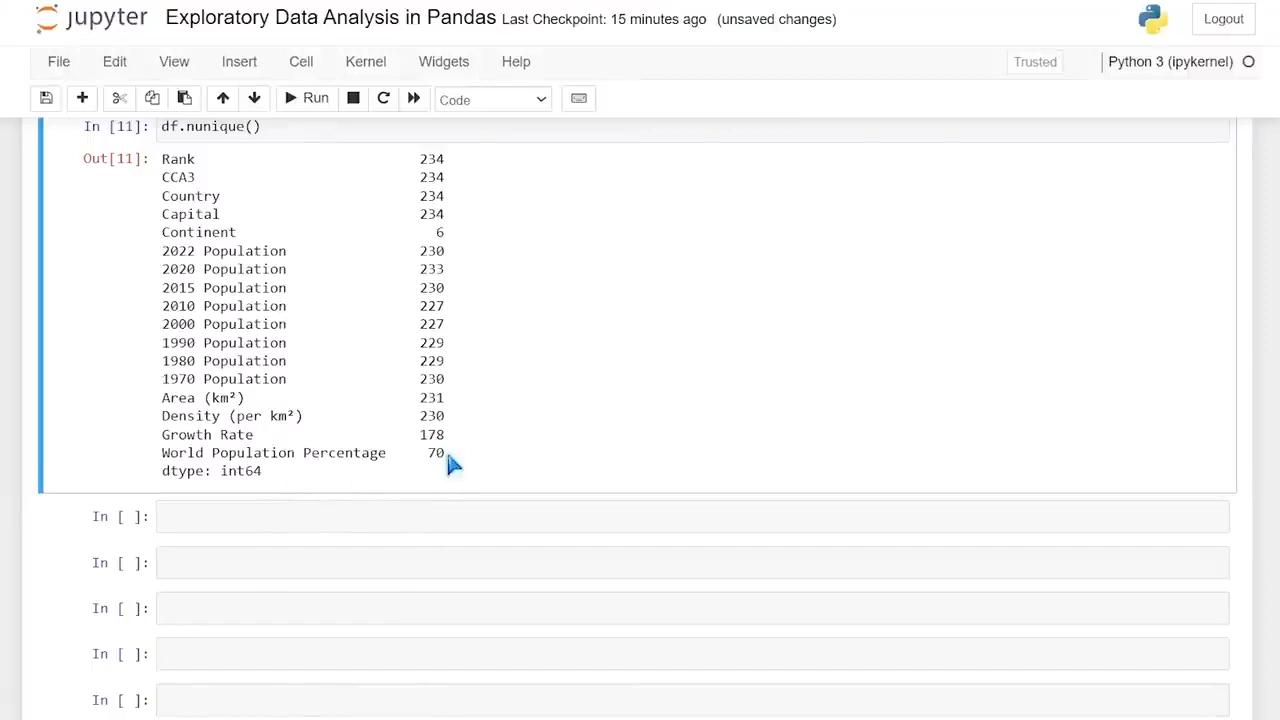 jupyter Exploratory Data Analysis in Pandas Last Checkpoint: 15 minutes ago (unsaved changes) Logout
File Edit View Insert Cell Kernel Widgets Help Trusted Python 3 (ipykernel)
Run Code
In [11]: df.nunique()
Out[11]: Rank 234
CCA3 234
Country 234
Capital 234
Continent 6
2022 Population 230
2020 Population 233
2015 Population 230
2010 Population 227
2000 Population 227
1990 Population 229
1980 Population 229
1970 Population 230
Area (km²) 231
Density (per km²) 230
Growth Rate 178
World Population Percentage 70
dtype: int64
In [ ]:
In [ ]:
In [ ]:
In [ ]:
In [ ]: